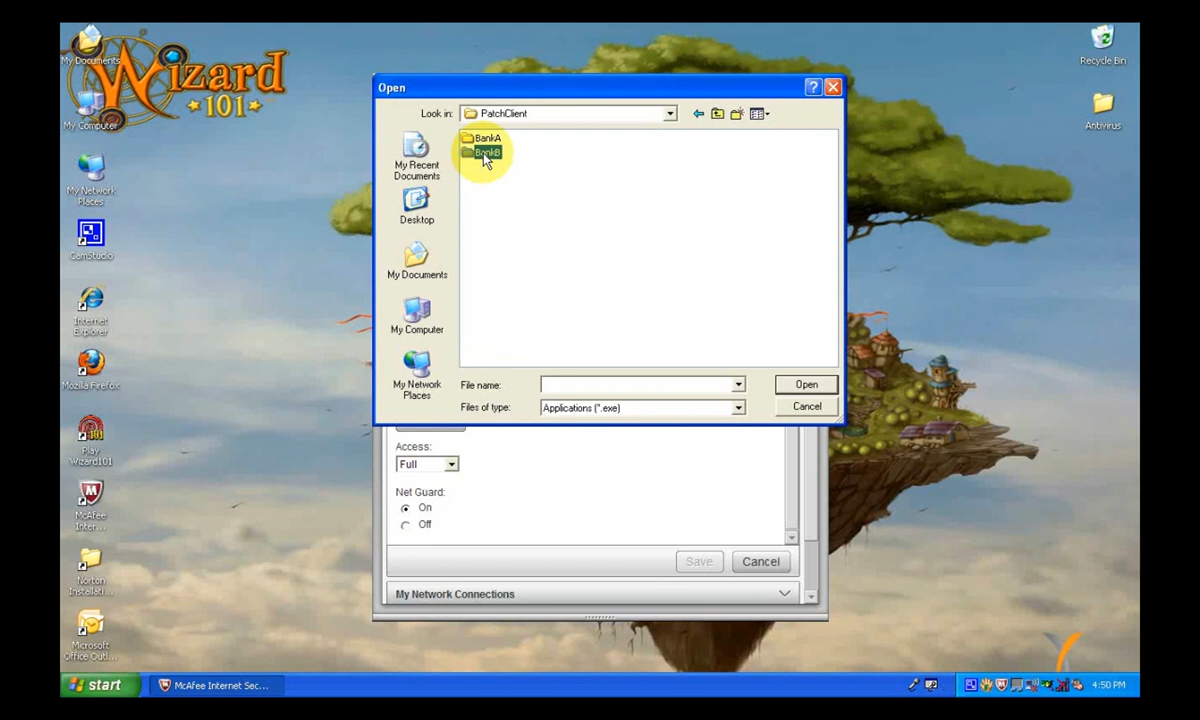 Wizard
101
My Documents
My Computer
My Network
Places
CamStudio
Internet
Explorer
Mozilla Firefox
Play
Wizard101
McAfee
Inter...
Norton
Installati...
Microsoft
Office Outl...
Recycle Bin
Antivirus
Open
Look in:
PatchClient
BankA
BankB
My Recent
Documents
Desktop
My Documents
My Computer
My Network
Places
File name:
Open
Files of type:
Applications (*.exe)
Cancel
Access:
Full
Net Guard:
On
Off
Save
Cancel
My Network Connections
start
McAfee Internet Sec...
4:50 PM